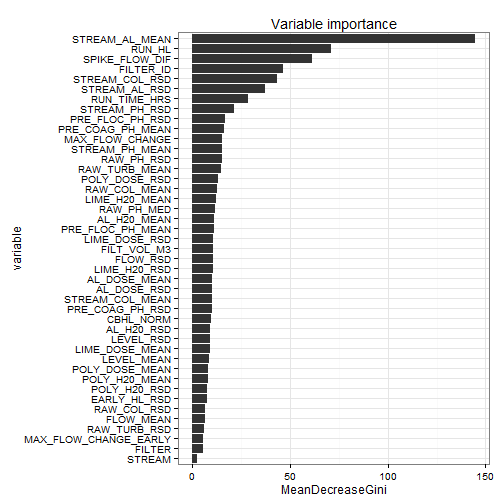 Variable importance
STREAM_AL_MEAN
RUN_HL
SPIKE_FLOW_DIF
FILTER_ID
STREAM_COL_RSD
STREAM_AL_RSD
RUN_TIME_HRS
STREAM_PH_RSD
PRE_FLOC_PH_RSD
PRE_COAG_PH_MEAN
MAX_FLOW_CHANGE
STREAM_PH_MEAN
RAW_PH_RSD
RAW_TURB_MEAN
POLY_DOSE_RSD
RAW_COL_MEAN
LIME_H20_MEAN
RAW_PH_MED
AL_H20_MEAN
PRE_FLOC_PH_MEAN
LIME_DOSE_RSD
FILT_VOL_M3
FLOW_RSD
LIME_H20_RSD
AL_DOSE_MEAN
AL_DOSE_RSD
STREAM_COL_MEAN
PRE_COAG_PH_RSD
CBHL_NORM
AL_H20_RSD
LEVEL_RSD
LIME_DOSE_MEAN
LEVEL_MEAN
POLY_DOSE_MEAN
POLY_H20_MEAN
POLY_H20_RSD
EARLY_HL_RSD
RAW_COL_RSD
FLOW_MEAN
RAW_TURB_RSD
MAX_FLOW_CHANGE_EARLY
FILTER
STREAM
variable
0 50 100 150
MeanDecreaseGini